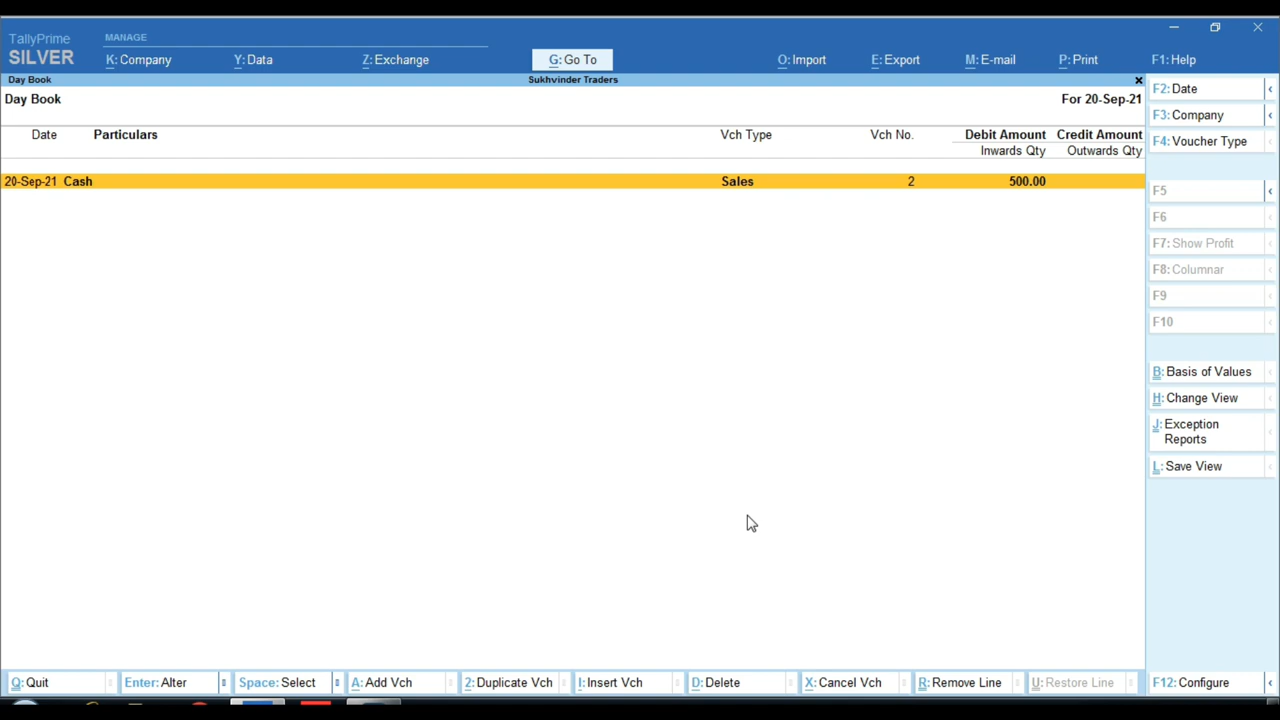 TallyPrime
SILVER
MANAGE
K: Company
Y: Data
Z: Exchange
G: Go To
O: Import
E: Export
M: E-mail
P: Print
F1: Help
Day Book
Sukhvinder Traders
Day Book
For 20-Sep-21
Date Particulars Vch Type Vch No. Debit Amount Credit Amount
Inwards Qty Outwards Qty
20-Sep-21 Cash Sales 2 500.00
F2: Date
F3: Company
F4: Voucher Type
F5
F6
F7: Show Profit
F8: Columnar
F9
F10
B: Basis of Values
H: Change View
J: Exception
Reports
L: Save View
Q: Quit
Enter: Alter
Space: Select
A: Add Vch
2: Duplicate Vch
I: Insert Vch
D: Delete
X: Cancel Vch
R: Remove Line
U: Restore Line
F12: Configure